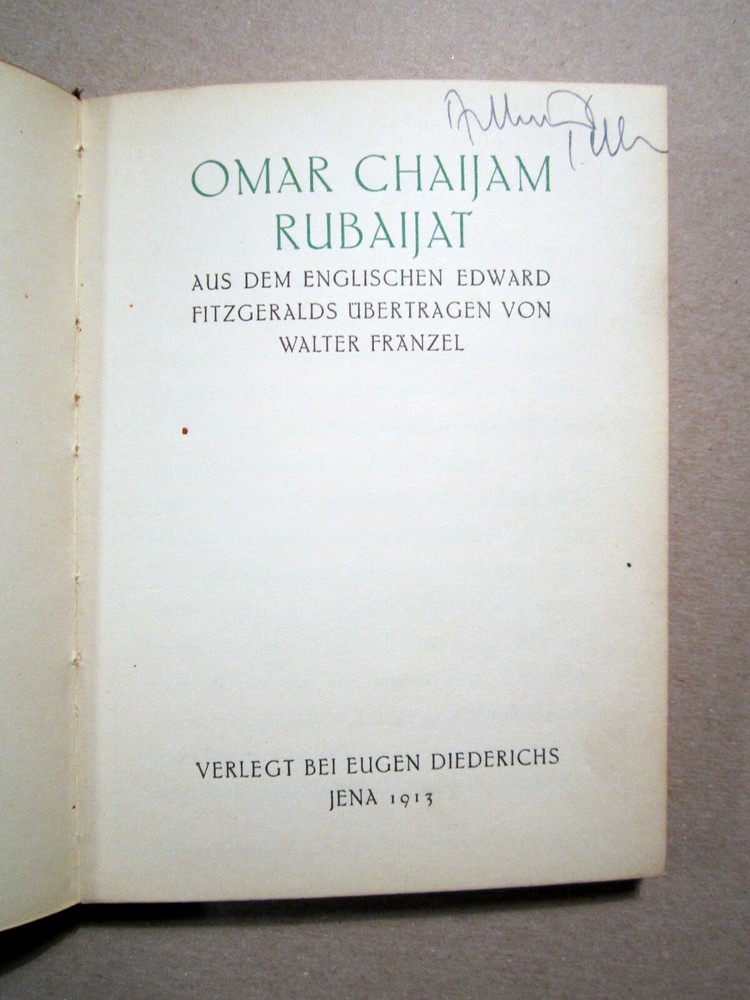 OMAR CHAIJAM
RUBAIJAT
AUS DEM ENGLISCHEN EDWARD
FITZGERALDS ÜBERTRAGEN VON
WALTER FRÄNZEL
VERLEGT BEI EUGEN DIEDERICHS
JENA 1913